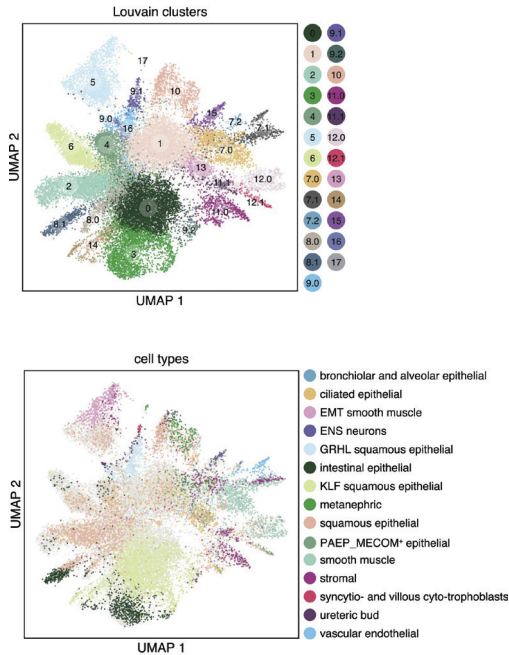 Louvain clusters
17
5
9.1
10
9.0
16
15
7.2
7.1
6
4
1
7.0
13
2
11.1
12.0
0
12.1
8.1
8.0
11.0
9.2
14
3
UMAP 2
UMAP 1
0 9.1
1 9.2
2 10
3 11.0
4 11.1
5 12.0
6 12.1
7.0 13
7.1 14
7.2 15
8.0 16
8.1 17
9.0
cell types
UMAP 2
UMAP 1
bronchiolar and alveolar epithelial
ciliated epithelial
EMT smooth muscle
ENS neurons
GRHL squamous epithelial
intestinal epithelial
KLF squamous epithelial
metanephric
squamous epithelial
PAEP_MECOM⁺ epithelial
smooth muscle
stromal
syncytio- and villous cyto-trophoblasts
ureteric bud
vascular endothelial